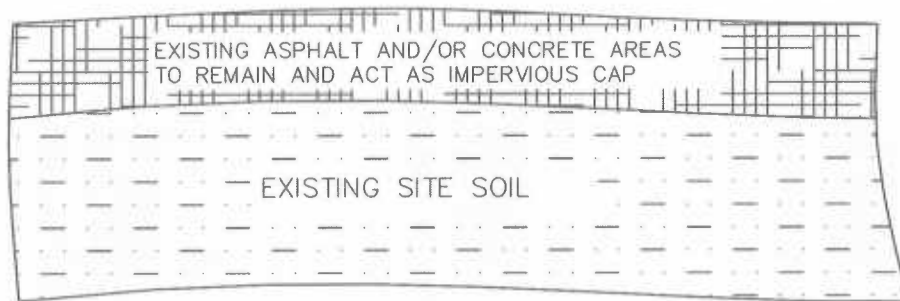 EXISTING ASPHALT AND/OR CONCRETE AREAS
TO REMAIN AND ACT AS IMPERVIOUS CAP
EXISTING SITE SOIL